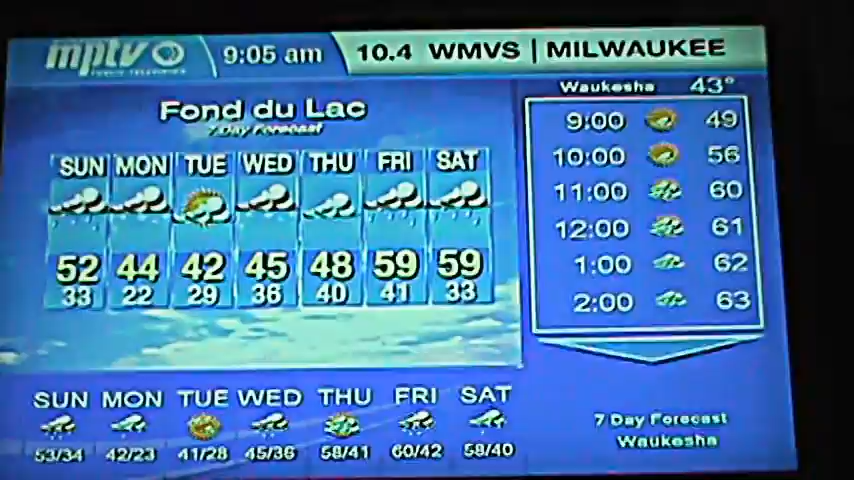 mptv
PUBLIC TELEVISION
9:05 am
10.4 WMVS | MILWAUKEE
Fond du Lac
7 Day Forecast
SUN MON TUE WED THU FRI SAT
52 44 42 45 48 59 59
33 22 29 36 40 41 33
Waukesha 43°
9:00 49
10:00 56
11:00 60
12:00 61
1:00 62
2:00 63
SUN MON TUE WED THU FRI SAT
53/34 42/23 41/28 45/36 58/41 60/42 58/40
7 Day Forecast
Waukesha